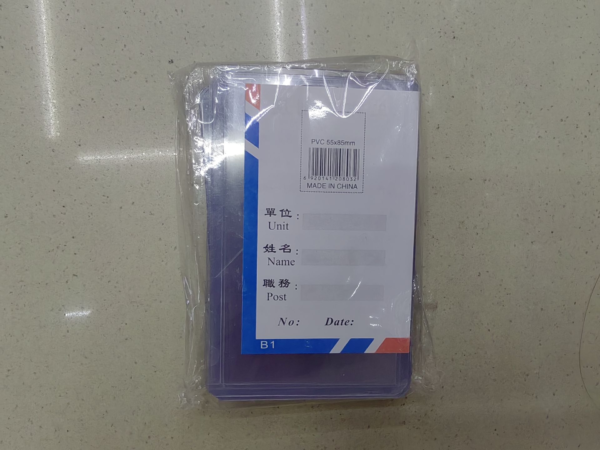 PVC 55x85mm
MADE IN CHINA
單位:
Unit
姓名:
Name
職務:
Post
No: Date:
B1